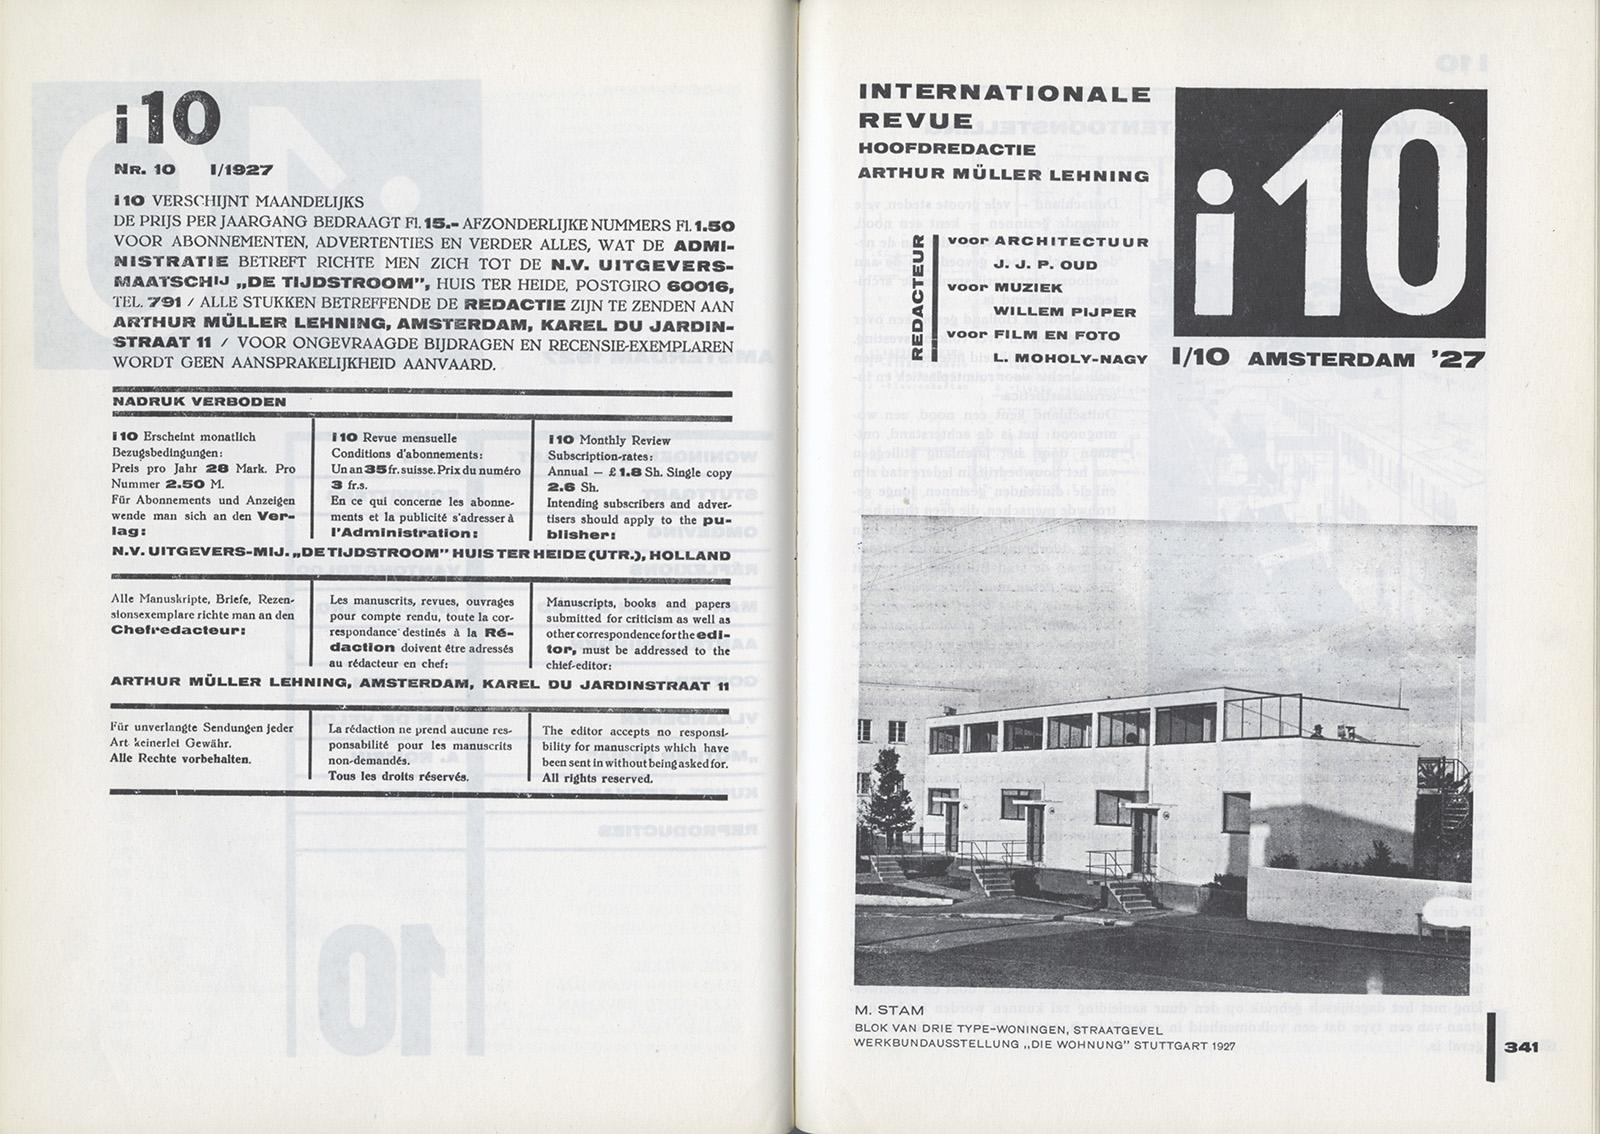 i10
NR. 10 I/1927
i10 VERSCHIJNT MAANDELIJKS
DE PRIJS PER JAARGANG BEDRAAGT Fl. 15.- AFZONDERLIJKE NUMMERS Fl. 1.50
VOOR ABONNEMENTEN, ADVERTENTIES EN VERDER ALLES, WAT DE ADMI-
NISTRATIE BETREFT RICHTE MEN ZICH TOT DE N.V. UITGEVERS-
MAATSCHIJ „DE TIJDSTROOM", HUIS TER HEIDE, POSTGIRO 60016,
TEL. 791 / ALLE STUKKEN BETREFFENDE DE REDACTIE ZIJN TE ZENDEN AAN
ARTHUR MÜLLER LEHNING, AMSTERDAM, KAREL DU JARDIN-
STRAAT 11 / VOOR ONGEVRAAGDE BIJDRAGEN EN RECENSIE-EXEMPLAREN
WORDT GEEN AANSPRAKELIJKHEID AANVAARD.
NADRUK VERBODEN
i10 Erscheint monatlich
Bezugsbedingungen:
Preis pro Jahr 28 Mark. Pro
Nummer 2.50 M.
Für Abonnements und Anzeigen
wende man sich an den Ver-
lag:
i10 Revue mensuelle
Conditions d'abonnements:
Un an 35 fr. suisse. Prix du numéro
3 fr.s.
En ce qui concerne les abonne-
ments et la publicité s'adresser à
l'Administration:
i10 Monthly Review
Subscription-rates:
Annual – £ 1.8 Sh. Single copy
2.6 Sh.
Intending subscribers and adver-
tisers should apply to the pu-
blisher:
N.V. UITGEVERS-MIJ. „DE TIJDSTROOM" HUIS TER HEIDE (UTR.), HOLLAND
Alle Manuskripte, Briefe, Rezen-
sionsexemplare richte man an den
Chefredacteur:
Les manuscrits, revues, ouvrages
pour compte rendu, toute la cor-
respondance destinés à la Ré-
daction doivent être adressés
au rédacteur en chef:
Manuscripts, books and papers
submitted for criticism as well as
other correspondence for the edi-
tor, must be addressed to the
chief-editor:
ARTHUR MÜLLER LEHNING, AMSTERDAM, KAREL DU JARDINSTRAAT 11
Für unverlangte Sendungen jeder
Art keinerlei Gewähr.
Alle Rechte vorbehalten.
La rédaction ne prend aucune res-
ponsabilité pour les manuscrits
non-demandés.
Tous les droits réservés.
The editor accepts no responsi-
bility for manuscripts which have
been sent in without being asked for.
All rights reserved.
INTERNATIONALE
REVUE
HOOFDREDACTIE
ARTHUR MÜLLER LEHNING
REDACTEUR
voor ARCHITECTUUR
J. J. P. OUD
voor MUZIEK
WILLEM PIJPER
voor FILM EN FOTO
L. MOHOLY-NAGY
i10
I/10 AMSTERDAM '27
M. STAM
BLOK VAN DRIE TYPE-WONINGEN, STRAATGEVEL
WERKBUNDAUSSTELLUNG „DIE WOHNUNG" STUTTGART 1927
341